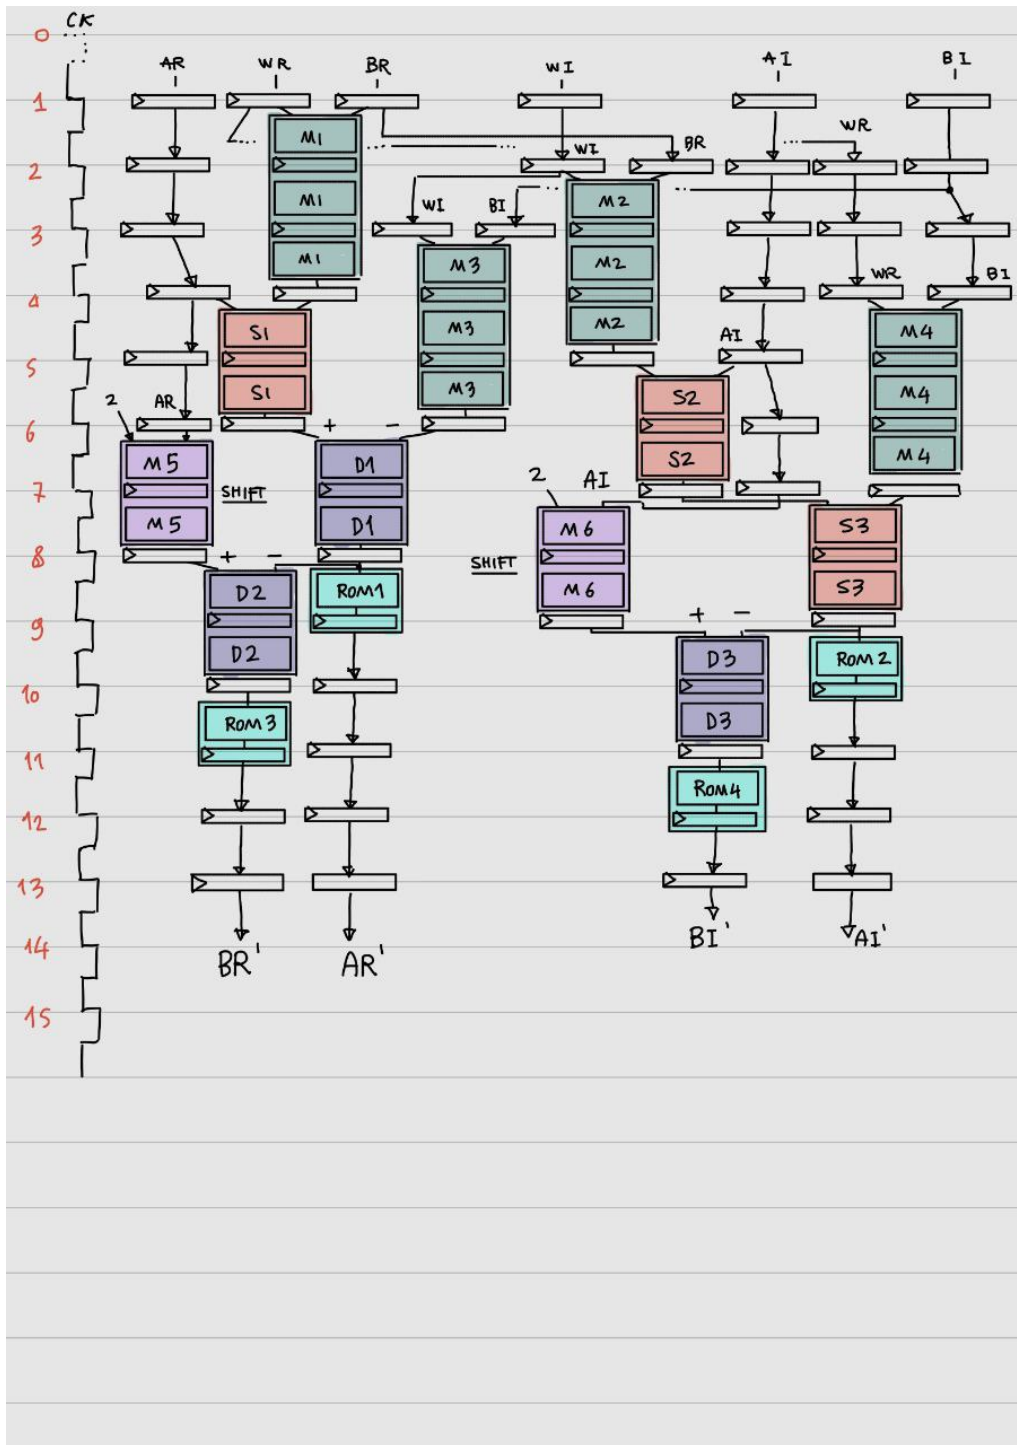 CK
0
AR WR BR WI AI BI
1
M1 WR
WI BR
2
M1 WI BI M2
3
M1 M3 M2
WR BI
4
S1 M3 M2 AI M4
5
S1 M3 S2 M4
2 AR
6 + -
M5 D1 S2 M4
2 AI
7 SHIFT
M5 D1 M6 S3
8 + - SHIFT
D2 ROM1 M6 S3
9 + -
D2 D3 ROM2
10
ROM3 D3
11
ROM4
12
13
BR' AR' BI' AI'
14
15